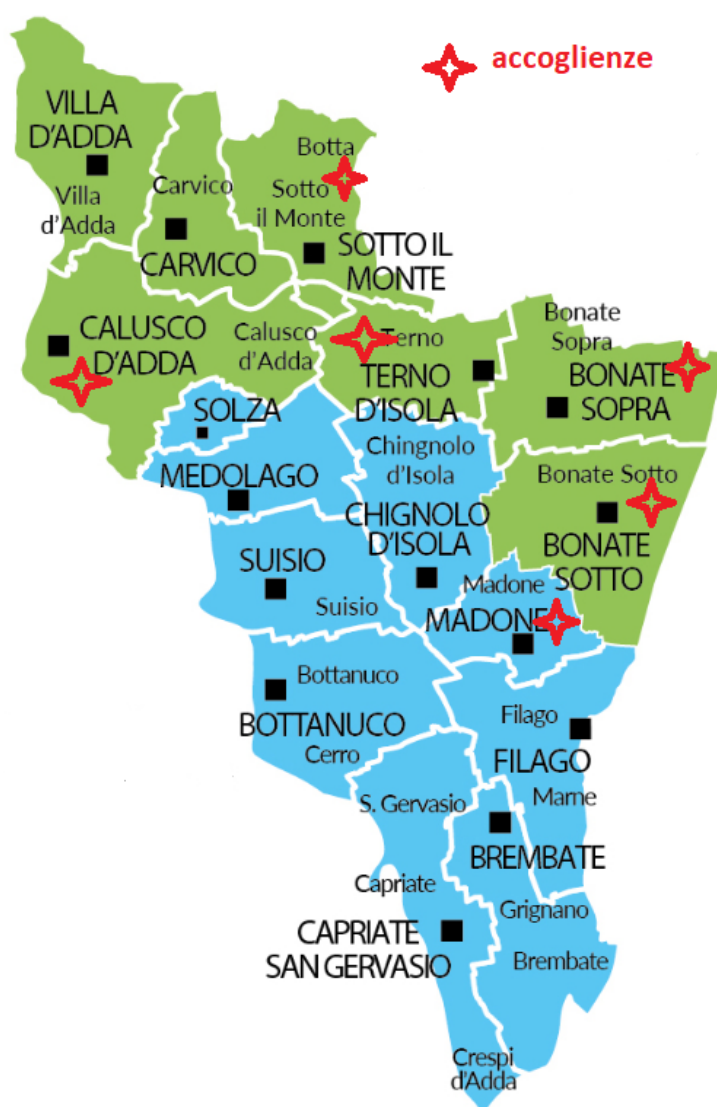 accoglienze
VILLA
D'ADDA
Villa
d'Adda
Carvico
CARVICO
Botta
Sotto
il Monte
SOTTO IL
MONTE
CALUSCO
D'ADDA
Calusco
d'Adda
Terno
TERNO
D'ISOLA
Bonate
Sopra
BONATE
SOPRA
SOLZA
MEDOLAGO
Chingnolo
d'Isola
CHIGNOLO
D'ISOLA
Bonate Sotto
BONATE
SOTTO
SUISIO
Suisio
Madone
MADONE
Bottanuco
BOTTANUCO
Cerro
Filago
FILAGO
Marne
S. Gervasio
BREMBATE
Capriate
CAPRIATE
SAN GERVASIO
Grignano
Brembate
Crespi
d'Adda